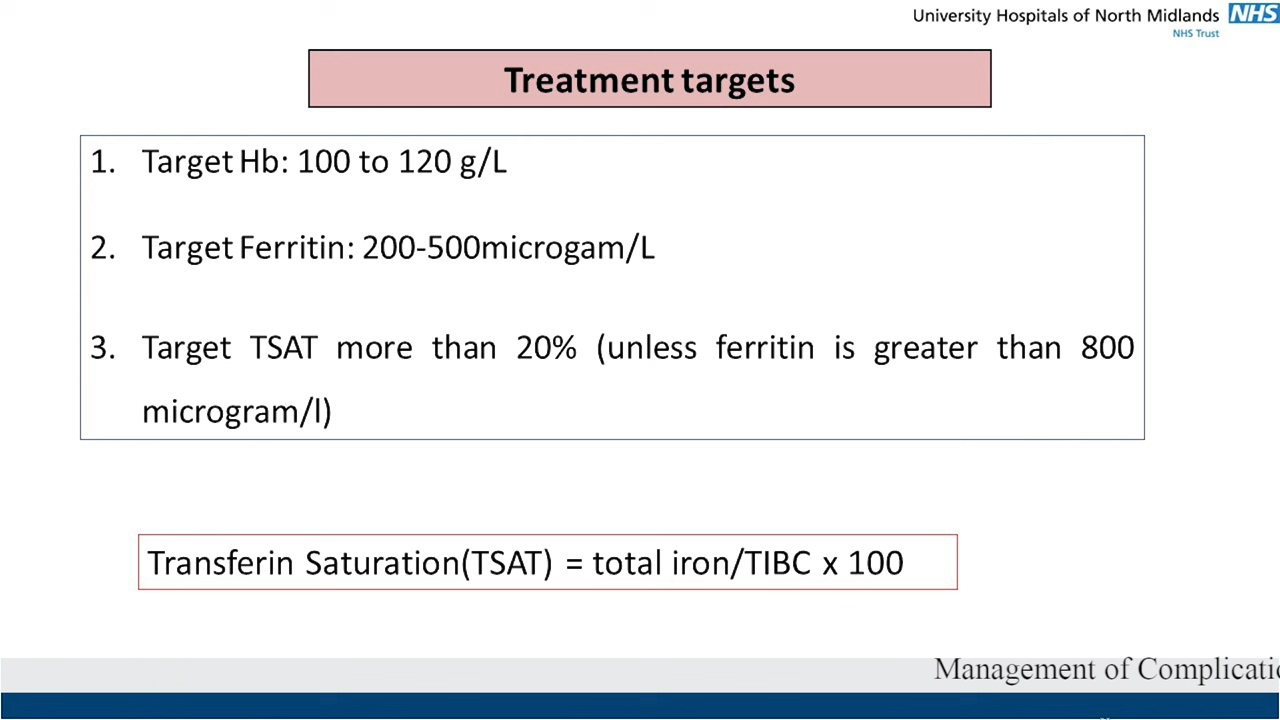 University Hospitals of North Midlands NHS
NHS Trust
Treatment targets
1. Target Hb: 100 to 120 g/L
2. Target Ferritin: 200-500microgam/L
3. Target TSAT more than 20% (unless ferritin is greater than 800
microgram/l)
Transferin Saturation(TSAT) = total iron/TIBC x 100
Management of Complicatio